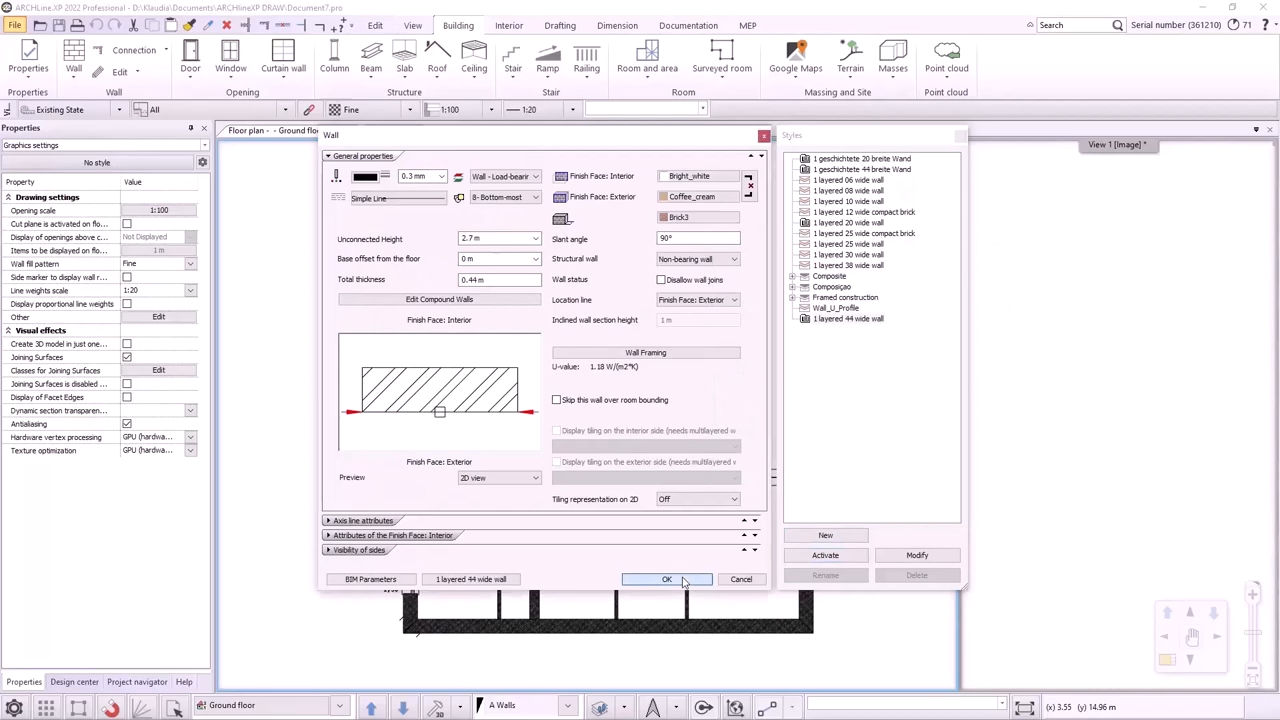 ARCHLine.XP 2022 Professional - D:\Klaudia\Documents\ARCHlineXP DRAW\Document7.pro
File Edit View Building Interior Drafting Dimension Documentation MEP Search Serial number (361210) 71
Connection
Edit
Properties Wall Door Window Curtain wall Column Beam Slab Roof Ceiling Stair Ramp Railing Room and area Surveyed room Google Maps Terrain Masses Point cloud
Properties Wall Opening Structure Stair Room Massing and Site Point cloud
Existing State All Fine 1:100 1:20
Properties
Graphics settings
No style
Property Value
Drawing settings
Opening scale 1:100
Cut plane is activated on flo...
Display of openings above c... Not Displayed
Items to be displayed on flo... 1 m
Wall fill pattern Fine
Side marker to display wall r...
Line weights scale 1:20
Display proportional line weights
Other Edit
Visual effects
Create 3D model in just one...
Joining Surfaces
Classes for Joining Surfaces Edit
Joining Surfaces is disabled
Display of Facet Edges
Dynamic section transparen...
Antialiasing
Hardware vertex processing GPU (hardwa...
Texture optimization GPU (hardwa...
Properties Design center Project navigator Help
Floor plan - - Ground flo
View 1 [Image] *
Wall
General properties
0.3 mm Wall - Load-bearir
Simple Line 8- Bottom-most
Unconnected Height 2.7 m
Base offset from the floor 0 m
Total thickness 0.44 m
Edit Compound Walls
Finish Face: Interior
Finish Face: Exterior
Preview 2D view
Finish Face: Interior Bright_white
Finish Face: Exterior Coffee_cream
Brick3
Slant angle 90°
Structural wall Non-bearing wall
Wall status Disallow wall joins
Location line Finish Face: Exterior
Inclined wall section height 1 m
Wall Framing
U-value: 1.18 W/(m2*K)
Skip this wall over room bounding
Display tiling on the interior side (needs multilayered w
Display tiling on the exterior side (needs multilayered w
Tiling representation on 2D Off
Axis line attributes
Attributes of the Finish Face: Interior
Visibility of sides
BIM Parameters 1 layered 44 wide wall OK Cancel
Styles
1 geschichtete 20 breite Wand
1 geschichtete 44 breite Wand
1 layered 06 wide wall
1 layered 08 wide wall
1 layered 10 wide wall
1 layered 12 wide compact brick
1 layered 20 wide wall
1 layered 25 wide compact brick
1 layered 25 wide wall
1 layered 30 wide wall
1 layered 38 wide wall
Composite
Composiçao
Framed construction
Wall_U_Profile
1 layered 44 wide wall
New
Activate Modify
Rename Delete
Ground floor A Walls (x) 3.55 (y) 14.96 m